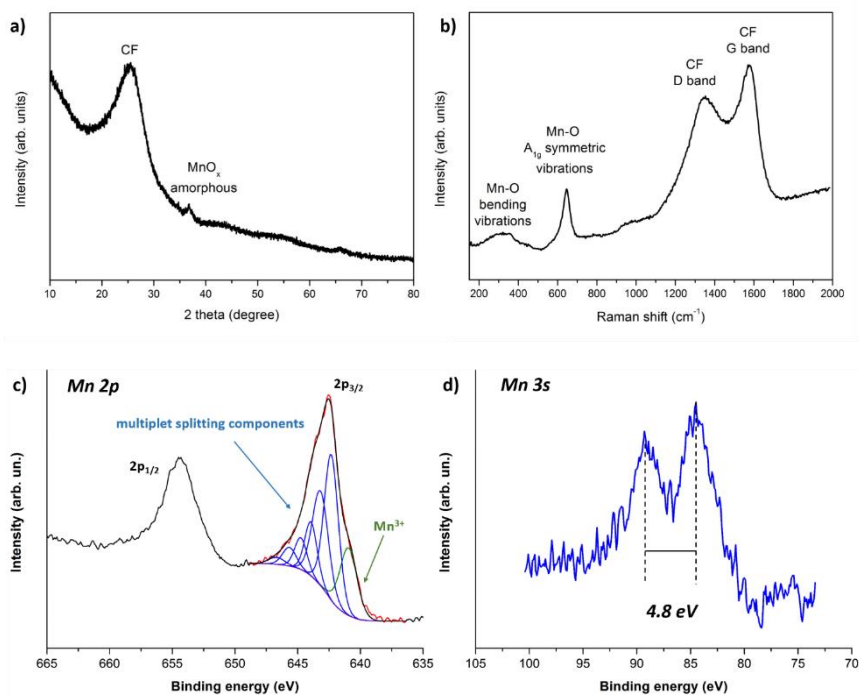 a)
CF
MnOₓ
amorphous
Intensity (arb. units)
10 20 30 40 50 60 70 80
2 theta (degree)
b)
CF
G band
CF
D band
Mn-O
A₁g symmetric
vibrations
Mn-O
bending
vibrations
Intensity (arb. units)
200 400 600 800 1000 1200 1400 1600 1800 2000
Raman shift (cm⁻¹)
c) Mn 2p
2p₃/₂
multiplet splitting components
2p₁/₂
Mn³⁺
Intensity (arb. un.)
665 660 655 650 645 640 635
Binding energy (eV)
d) Mn 3s
4.8 eV
Intensity (arb. un.)
105 100 95 90 85 80 75 70
Binding energy (eV)